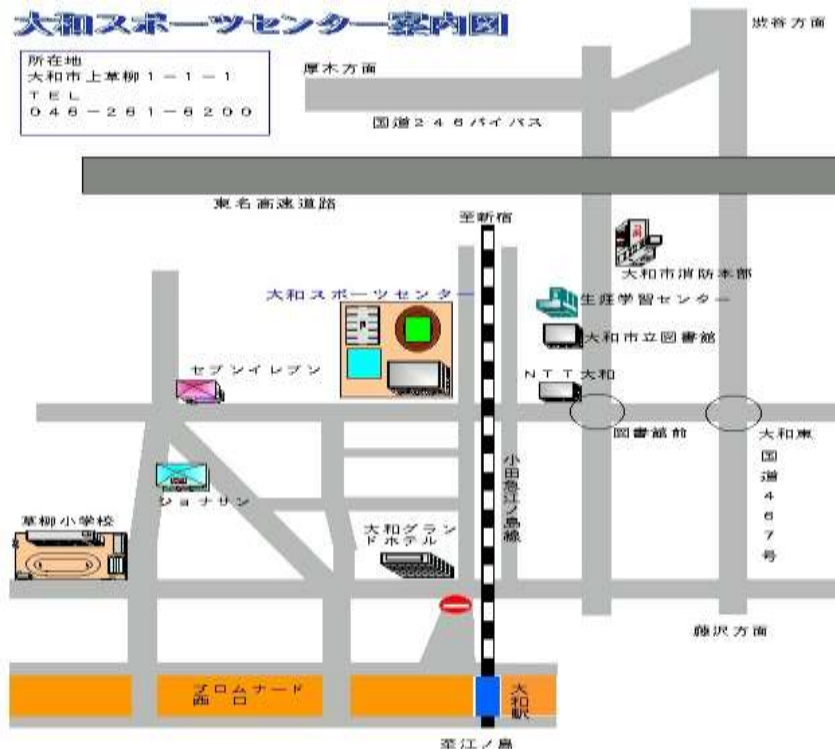 大和スポーツセンター案内図
所在地
大和市上草柳1-1-1
TEL
046-261-6200
渋谷方面
厚木方面
国道246バイパス
東名高速道路
至新宿
大和市消防本部
大和スポーツセンター
生涯学習センター
大和市立図書館
セブンイレブン
NTT大和
図書館前
大和東
国道467号
小田急江ノ島線
ジョナサン
草柳小学校
大和グラン
ドホテル
藤沢方面
プロムナード
西口
大和駅
至江ノ島